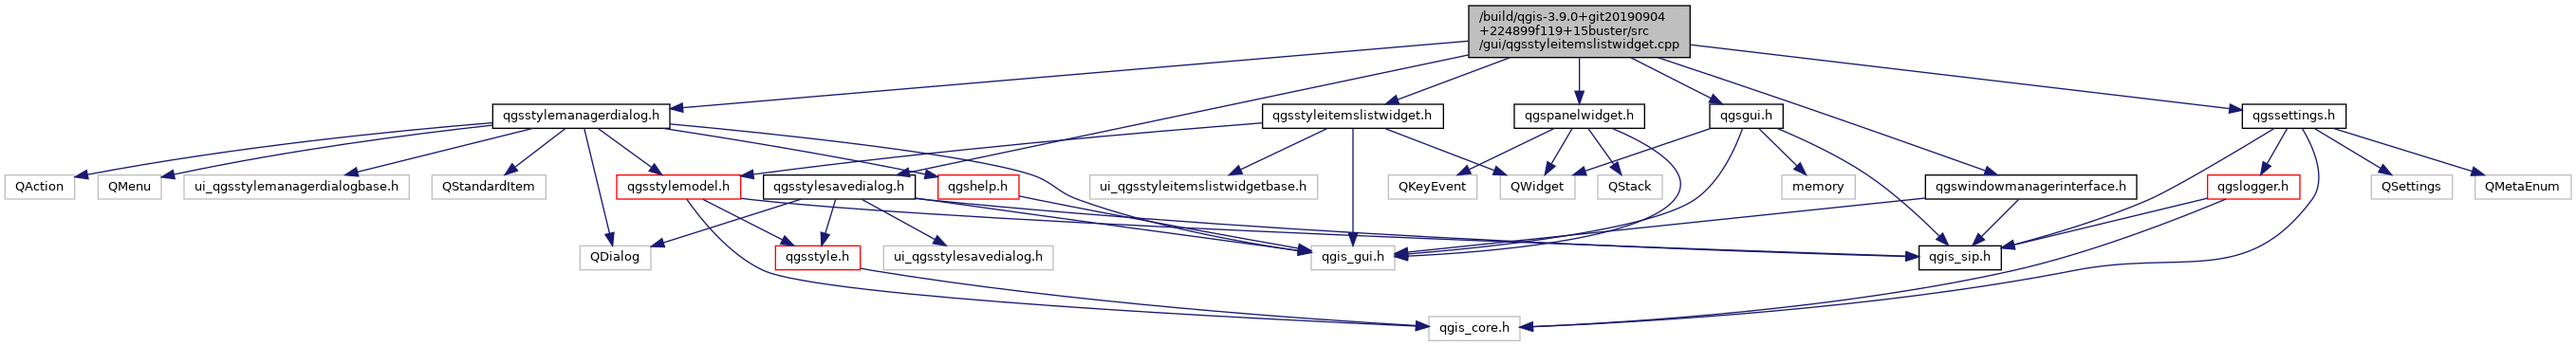 /build/qgis-3.9.0+git20190904
+224899f119+15buster/src
/gui/qgsstyleitemslistwidget.cpp
qgsstylemanagerdialog.h
qgsstyleitemslistwidget.h
qgspanelwidget.h
qgsgui.h
qgssettings.h
QAction
QMenu
ui_qgsstylemanagerdialogbase.h
QStandardItem
qgsstylemodel.h
qgsstylesavedialog.h
qgshelp.h
ui_qgsstyleitemslistwidgetbase.h
QKeyEvent
QWidget
QStack
memory
qgswindowmanagerinterface.h
qgslogger.h
QSettings
QMetaEnum
QDialog
qgsstyle.h
ui_qgsstylesavedialog.h
qgis_gui.h
qgis_sip.h
qgis_core.h